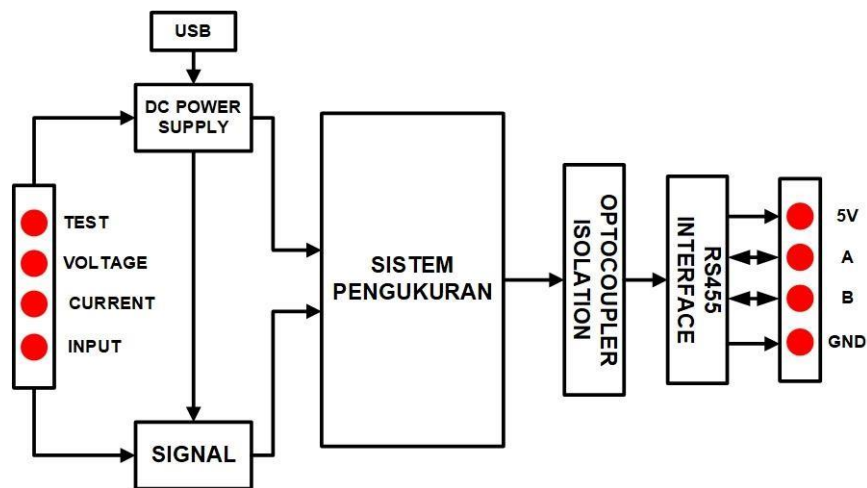 USB
DC POWER
SUPPLY
TEST
VOLTAGE
CURRENT
INPUT
SIGNAL
SISTEM
PENGUKURAN
OPTOCOUPLER
ISOLATION
RS455
INTERFACE
5V
A
B
GND